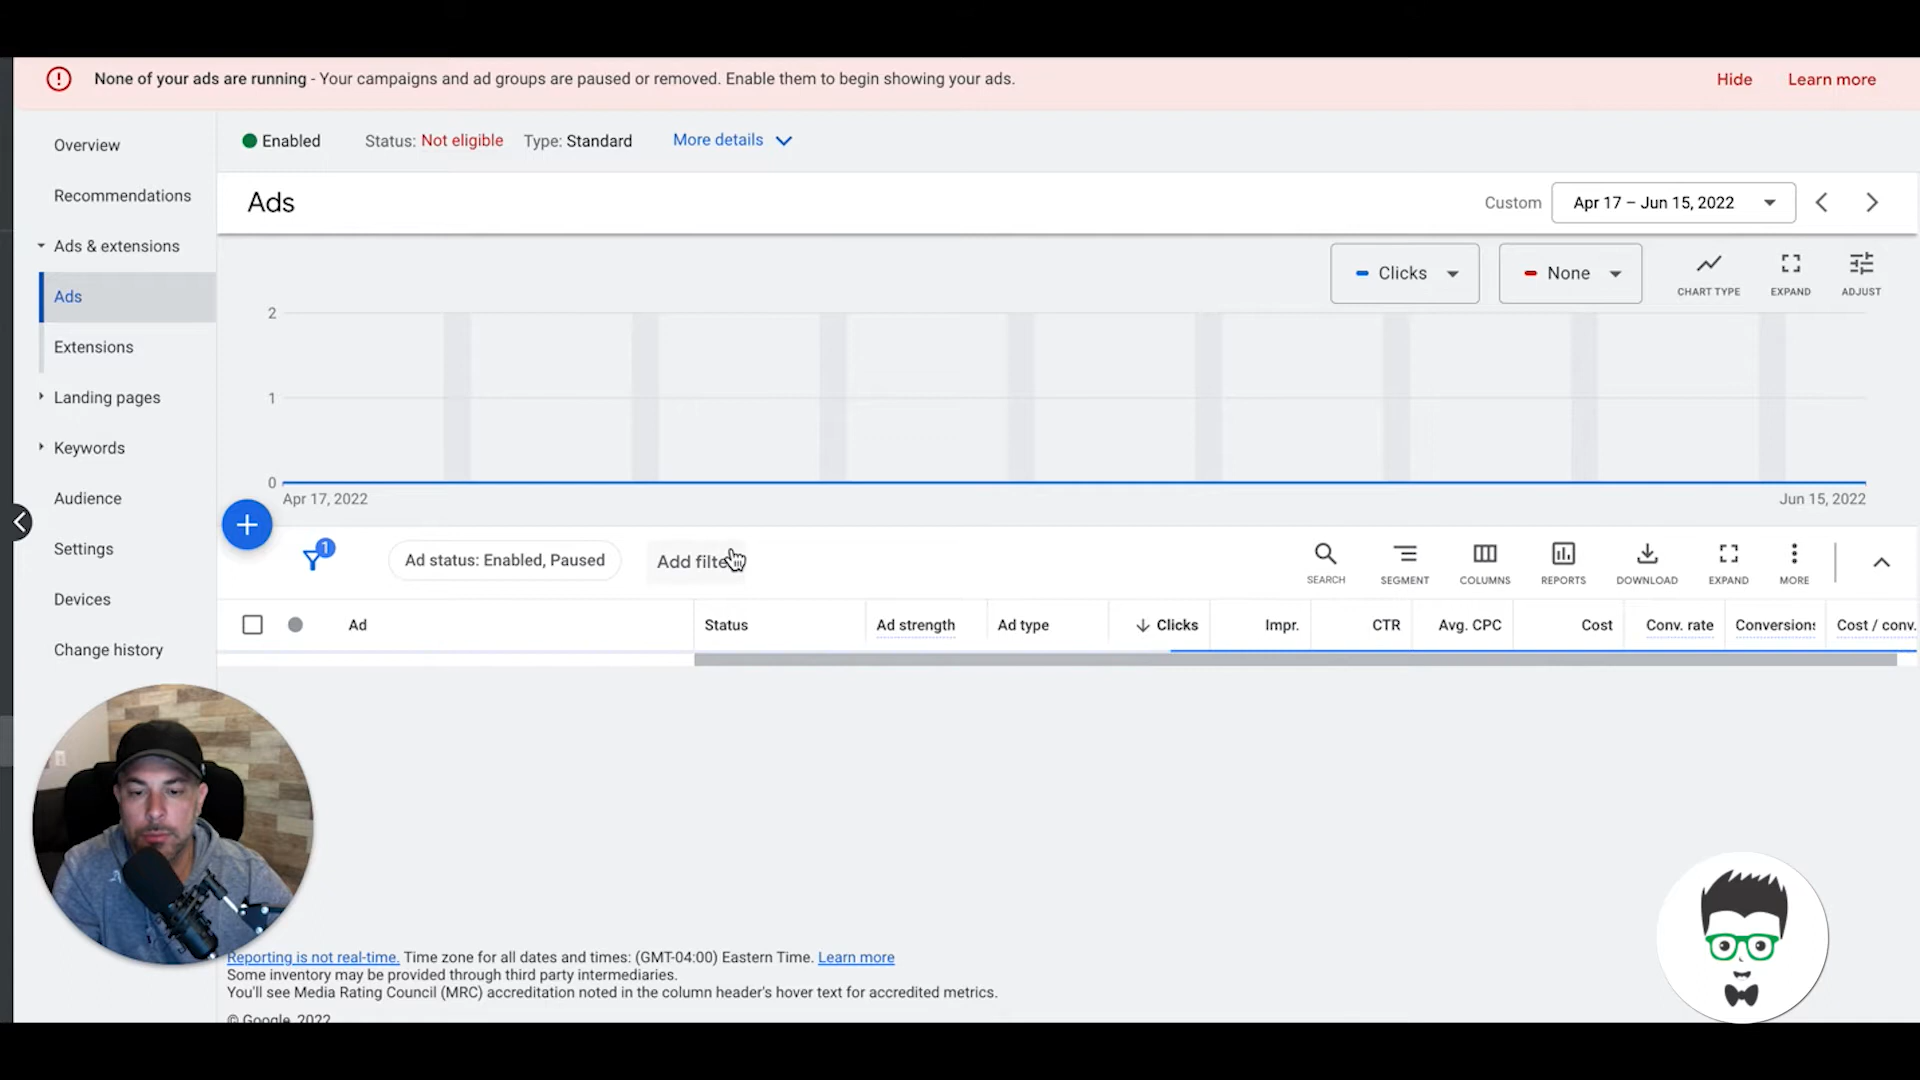 None of your ads are running - Your campaigns and ad groups are paused or removed. Enable them to begin showing your ads.
Hide
Learn more
Overview
Recommendations
Ads & extensions
Ads
Extensions
Landing pages
Keywords
Audience
Settings
Devices
Change history
Enabled
Status: Not eligible
Type: Standard
More details
Ads
Custom
Apr 17 – Jun 15, 2022
Clicks
None
CHART TYPE
EXPAND
ADJUST
2
1
0
Apr 17, 2022
Jun 15, 2022
1
Ad status: Enabled, Paused
Add filter
SEARCH
SEGMENT
COLUMNS
REPORTS
DOWNLOAD
EXPAND
MORE
Ad
Status
Ad strength
Ad type
Clicks
Impr.
CTR
Avg. CPC
Cost
Conv. rate
Conversions
Cost / conv.
Reporting is not real-time. Time zone for all dates and times: (GMT-04:00) Eastern Time. Learn more
Some inventory may be provided through third party intermediaries.
You'll see Media Rating Council (MRC) accreditation noted in the column header's hover text for accredited metrics.
© Google, 2022